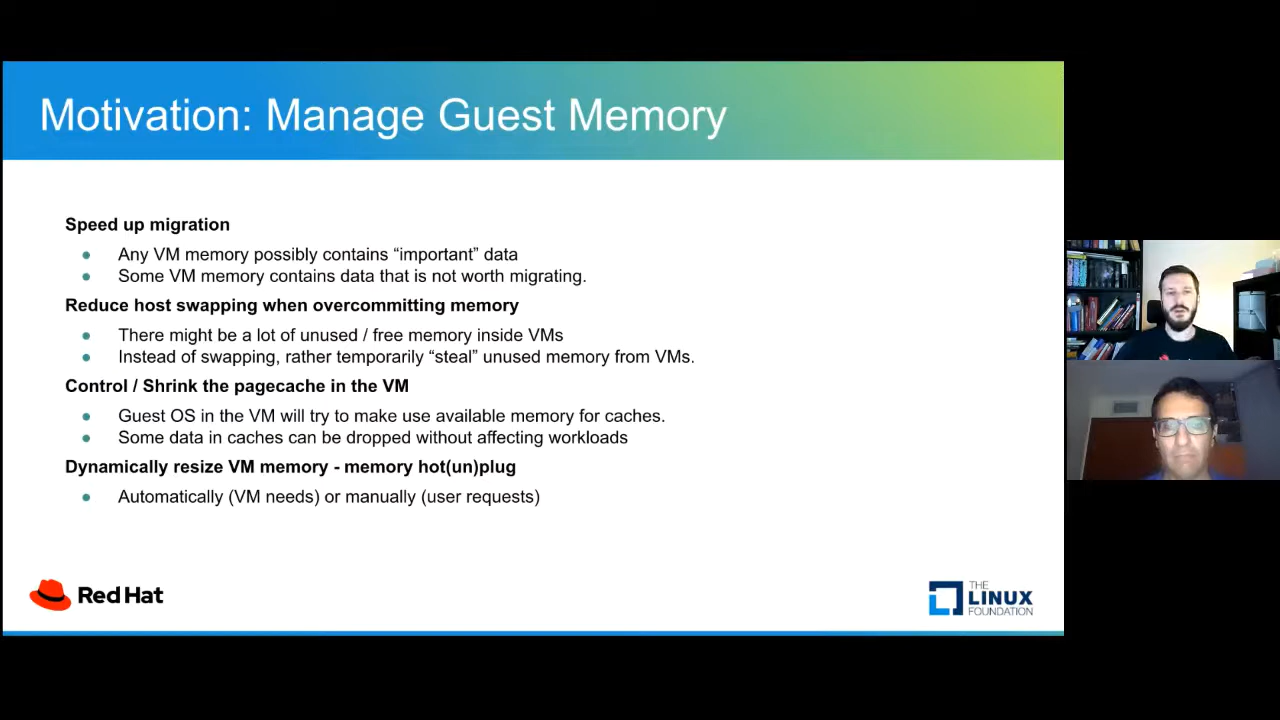 Motivation: Manage Guest Memory
Speed up migration
● Any VM memory possibly contains “important” data
● Some VM memory contains data that is not worth migrating.
Reduce host swapping when overcommitting memory
● There might be a lot of unused / free memory inside VMs
● Instead of swapping, rather temporarily “steal” unused memory from VMs.
Control / Shrink the pagecache in the VM
● Guest OS in the VM will try to make use available memory for caches.
● Some data in caches can be dropped without affecting workloads
Dynamically resize VM memory - memory hot(un)plug
● Automatically (VM needs) or manually (user requests)
Red Hat
THE
LINUX
FOUNDATION